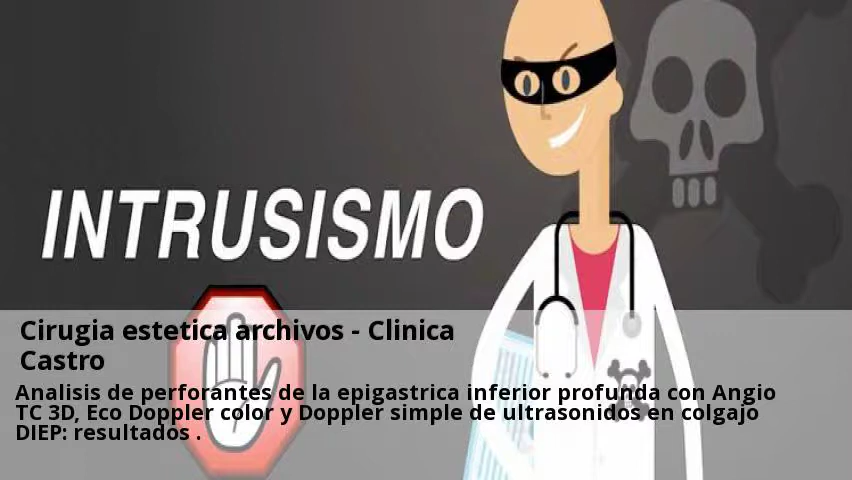 INTRUSISMO
Cirugia estetica archivos - Clinica
Castro
Analisis de perforantes de la epigastrica inferior profunda con Angio
TC 3D, Eco Doppler color y Doppler simple de ultrasonidos en colgajo
DIEP: resultados .